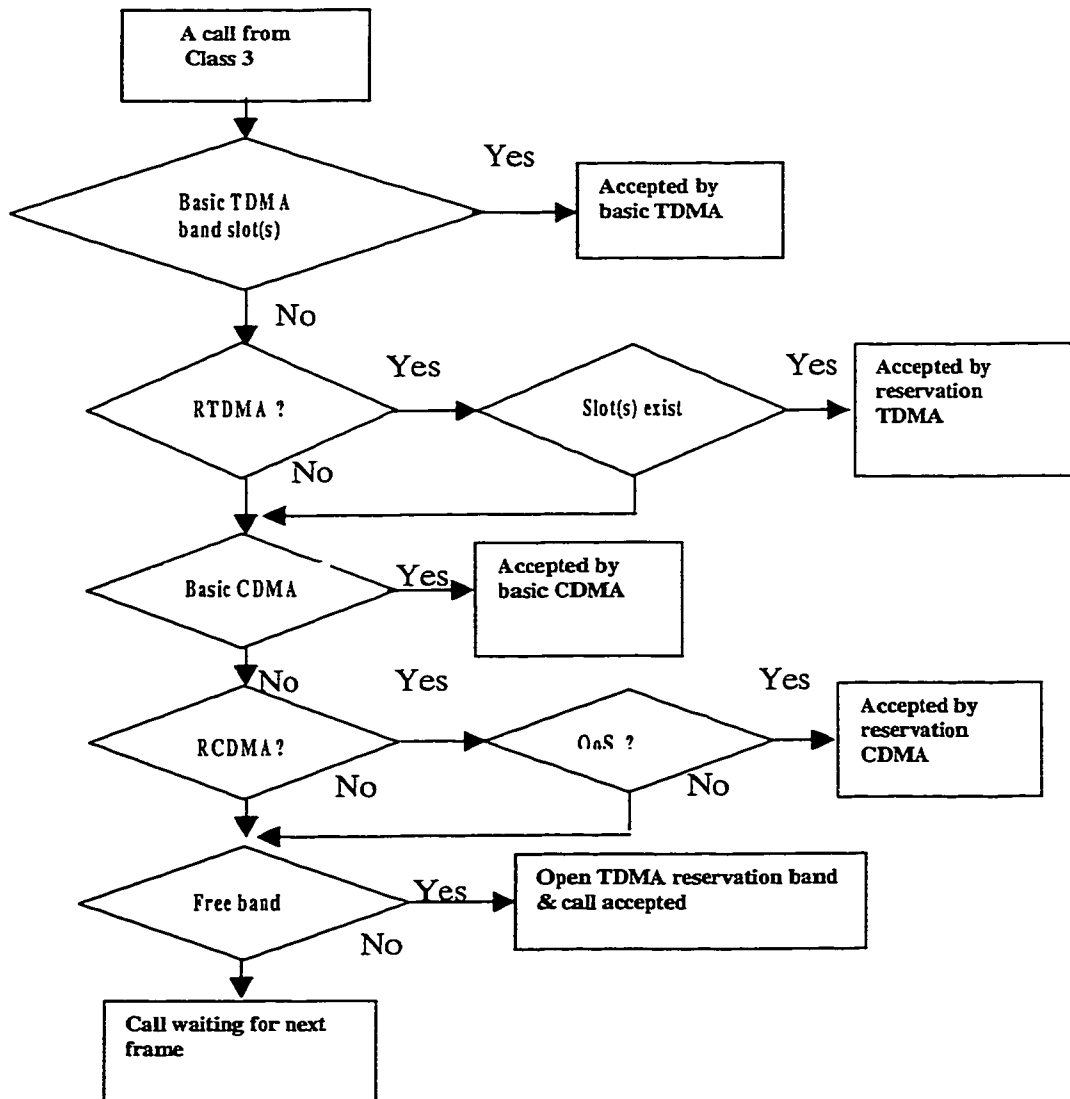 A call from
Class 3
Yes
Basic TDMA
band slot(s)
Accepted by
basic TDMA
No
Yes
Yes
RTDMA ?
Slot(s) exist
Accepted by
reservation
TDMA
No
Basic CDMA
Yes
Accepted by
basic CDMA
No
Yes
Yes
RCDMA ?
QoS ?
Accepted by
reservation
CDMA
No
No
Free band
Yes
Open TDMA reservation band
& call accepted
No
Call waiting for next
frame